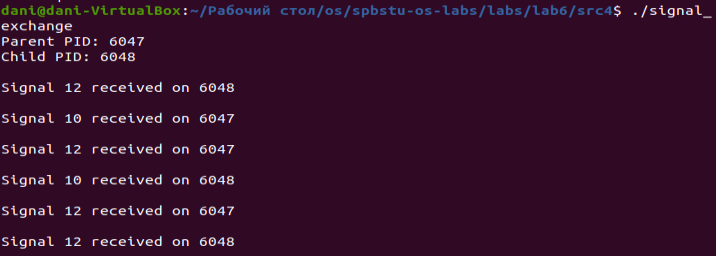 dani@dani-VirtualBox:~/Рабочий стол/os/spbstu-os-labs/labs/lab6/src4$ ./signal_
exchange
Parent PID: 6047
Child PID: 6048
Signal 12 received on 6048
Signal 10 received on 6047
Signal 12 received on 6047
Signal 10 received on 6048
Signal 12 received on 6047
Signal 12 received on 6048